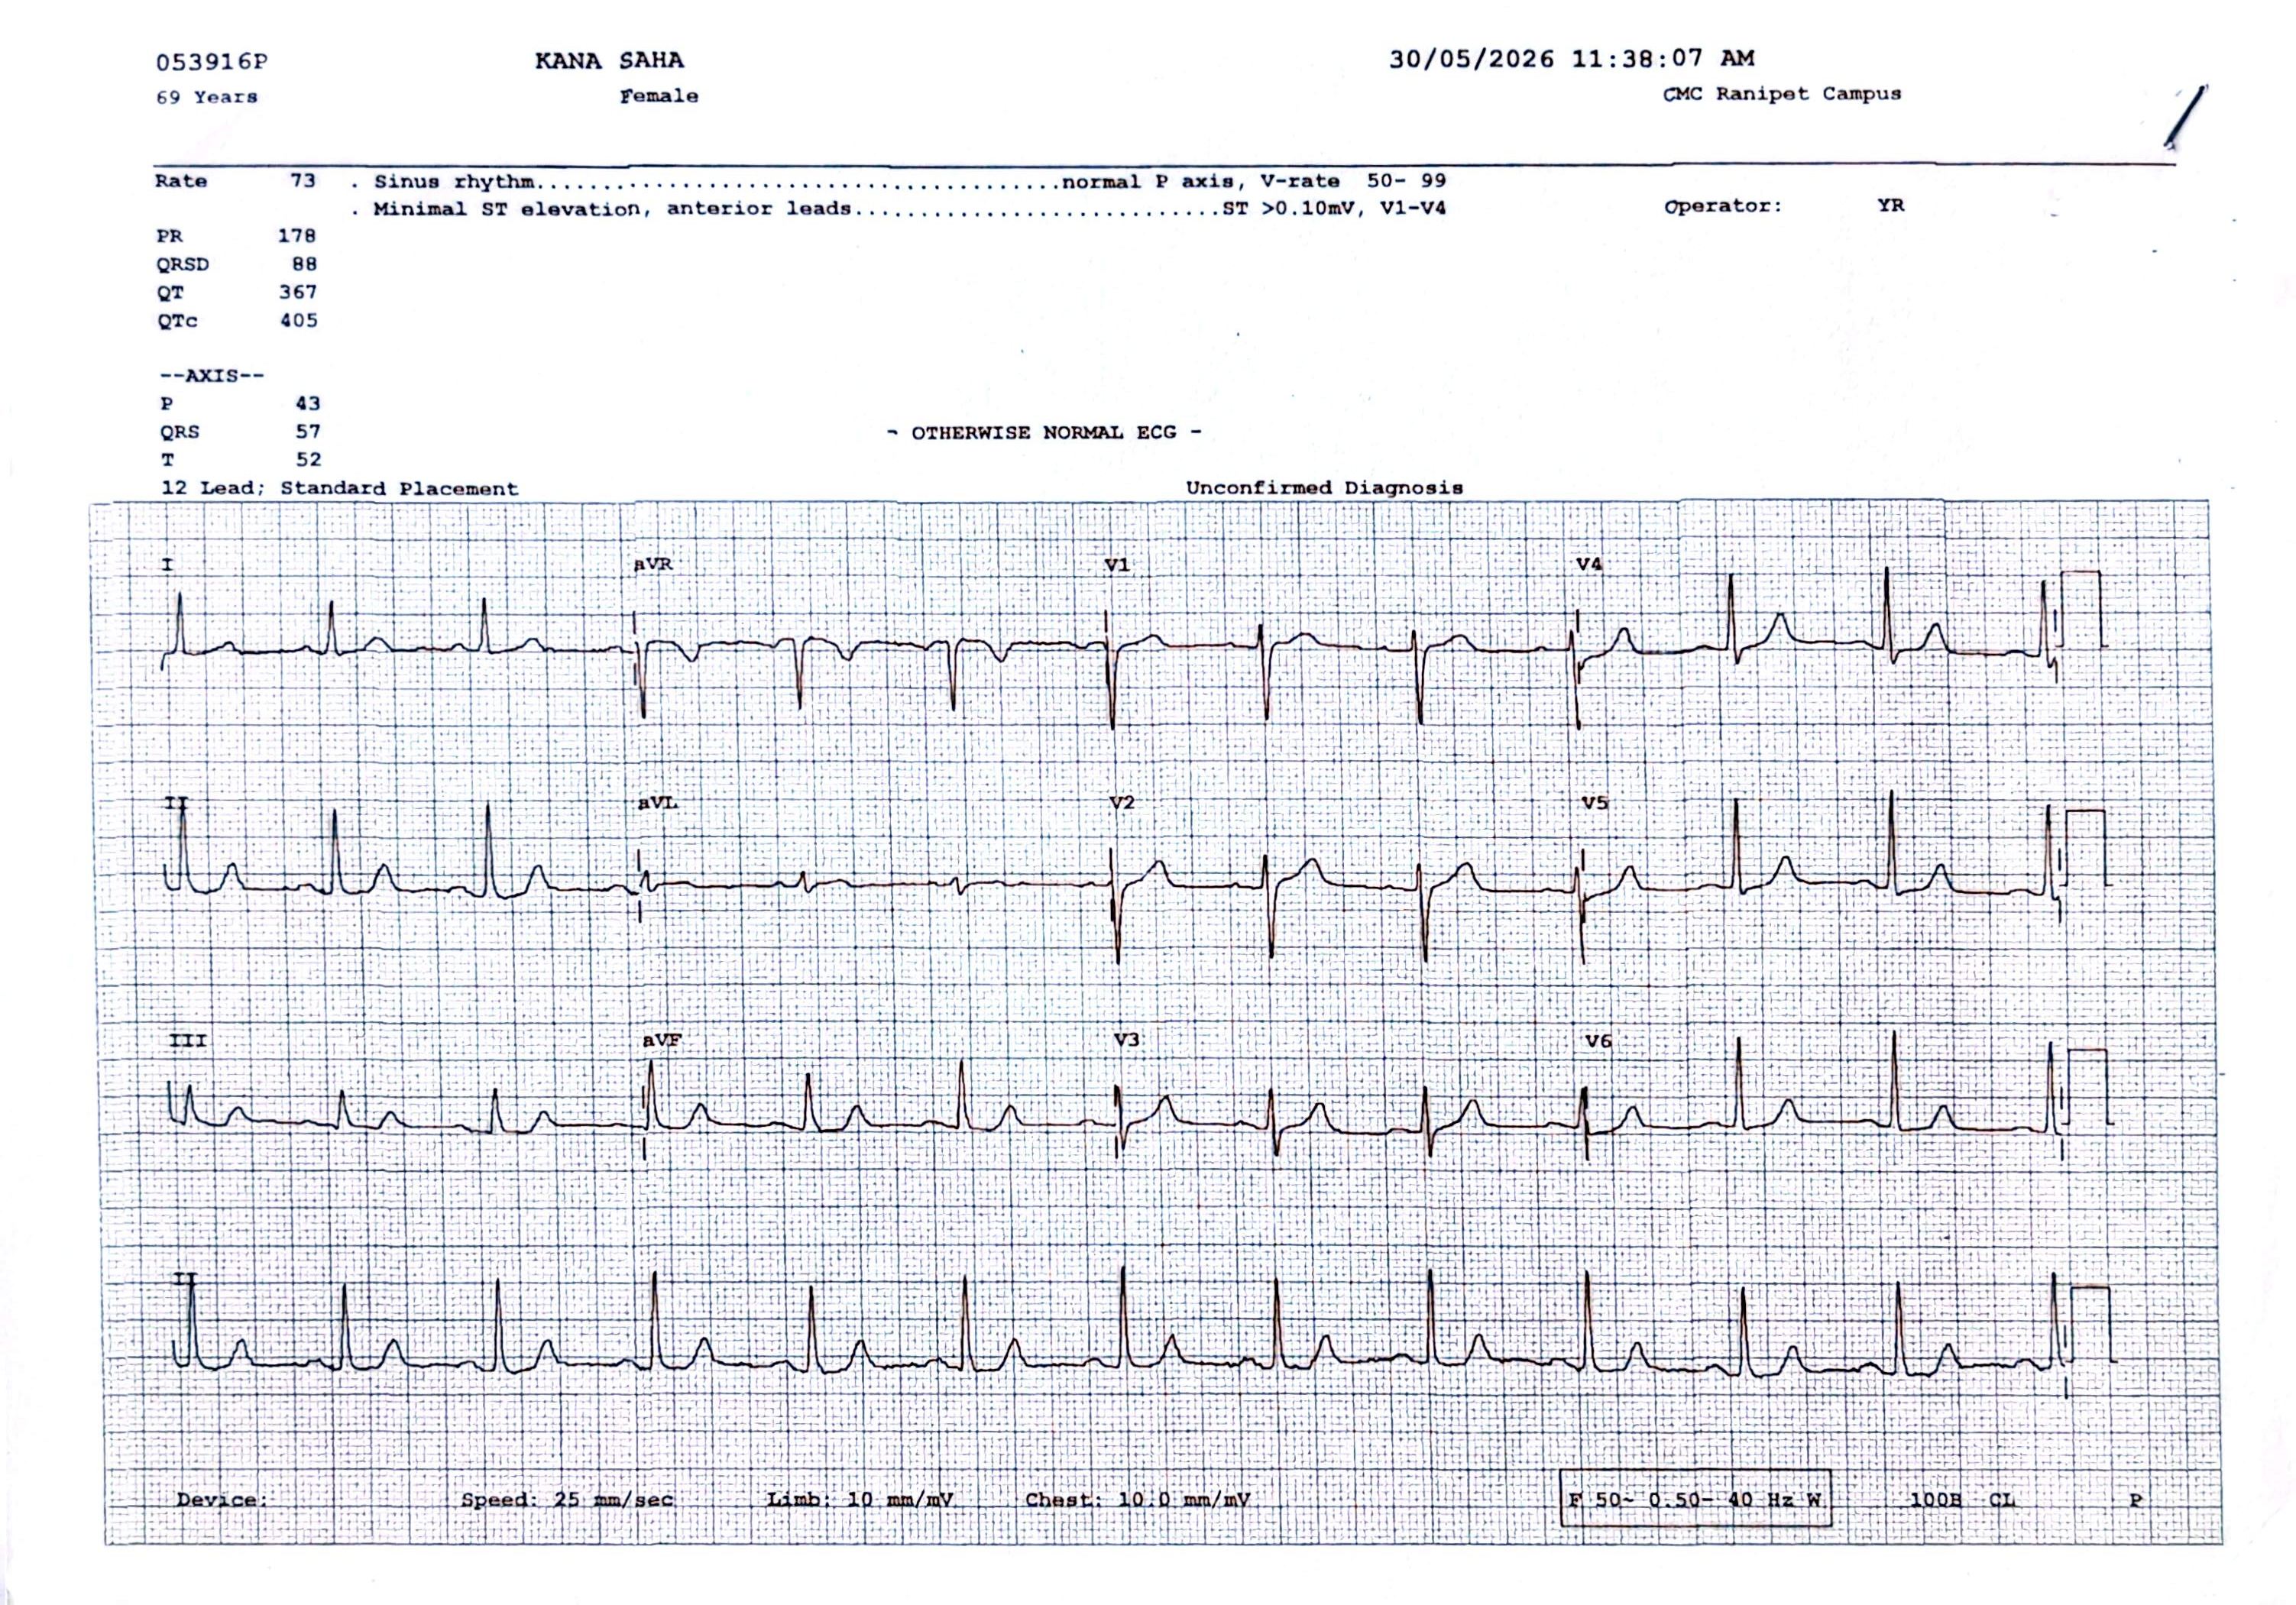 053916P KANA SAHA 30/05/2026 11:38:07 AM
69 Years Female CMC Ranipet Campus
Rate 73 . Sinus rhythm.......................................normal P axis, V-rate 50- 99
. Minimal ST elevation, anterior leads...........................ST >0.10mV, V1-V4 Operator: YR
PR 178
QRSD 88
QT 367
QTc 405
--AXIS--
P 43
QRS 57 - OTHERWISE NORMAL ECG -
T 52
12 Lead; Standard Placement Unconfirmed Diagnosis
I aVR V1 V4
II aVL V2 V5
III aVF V3 V6
II
Device: Speed: 25 mm/sec Limb: 10 mm/mV Chest: 10.0 mm/mV F 50~ 0.50- 40 Hz W 100B CL P